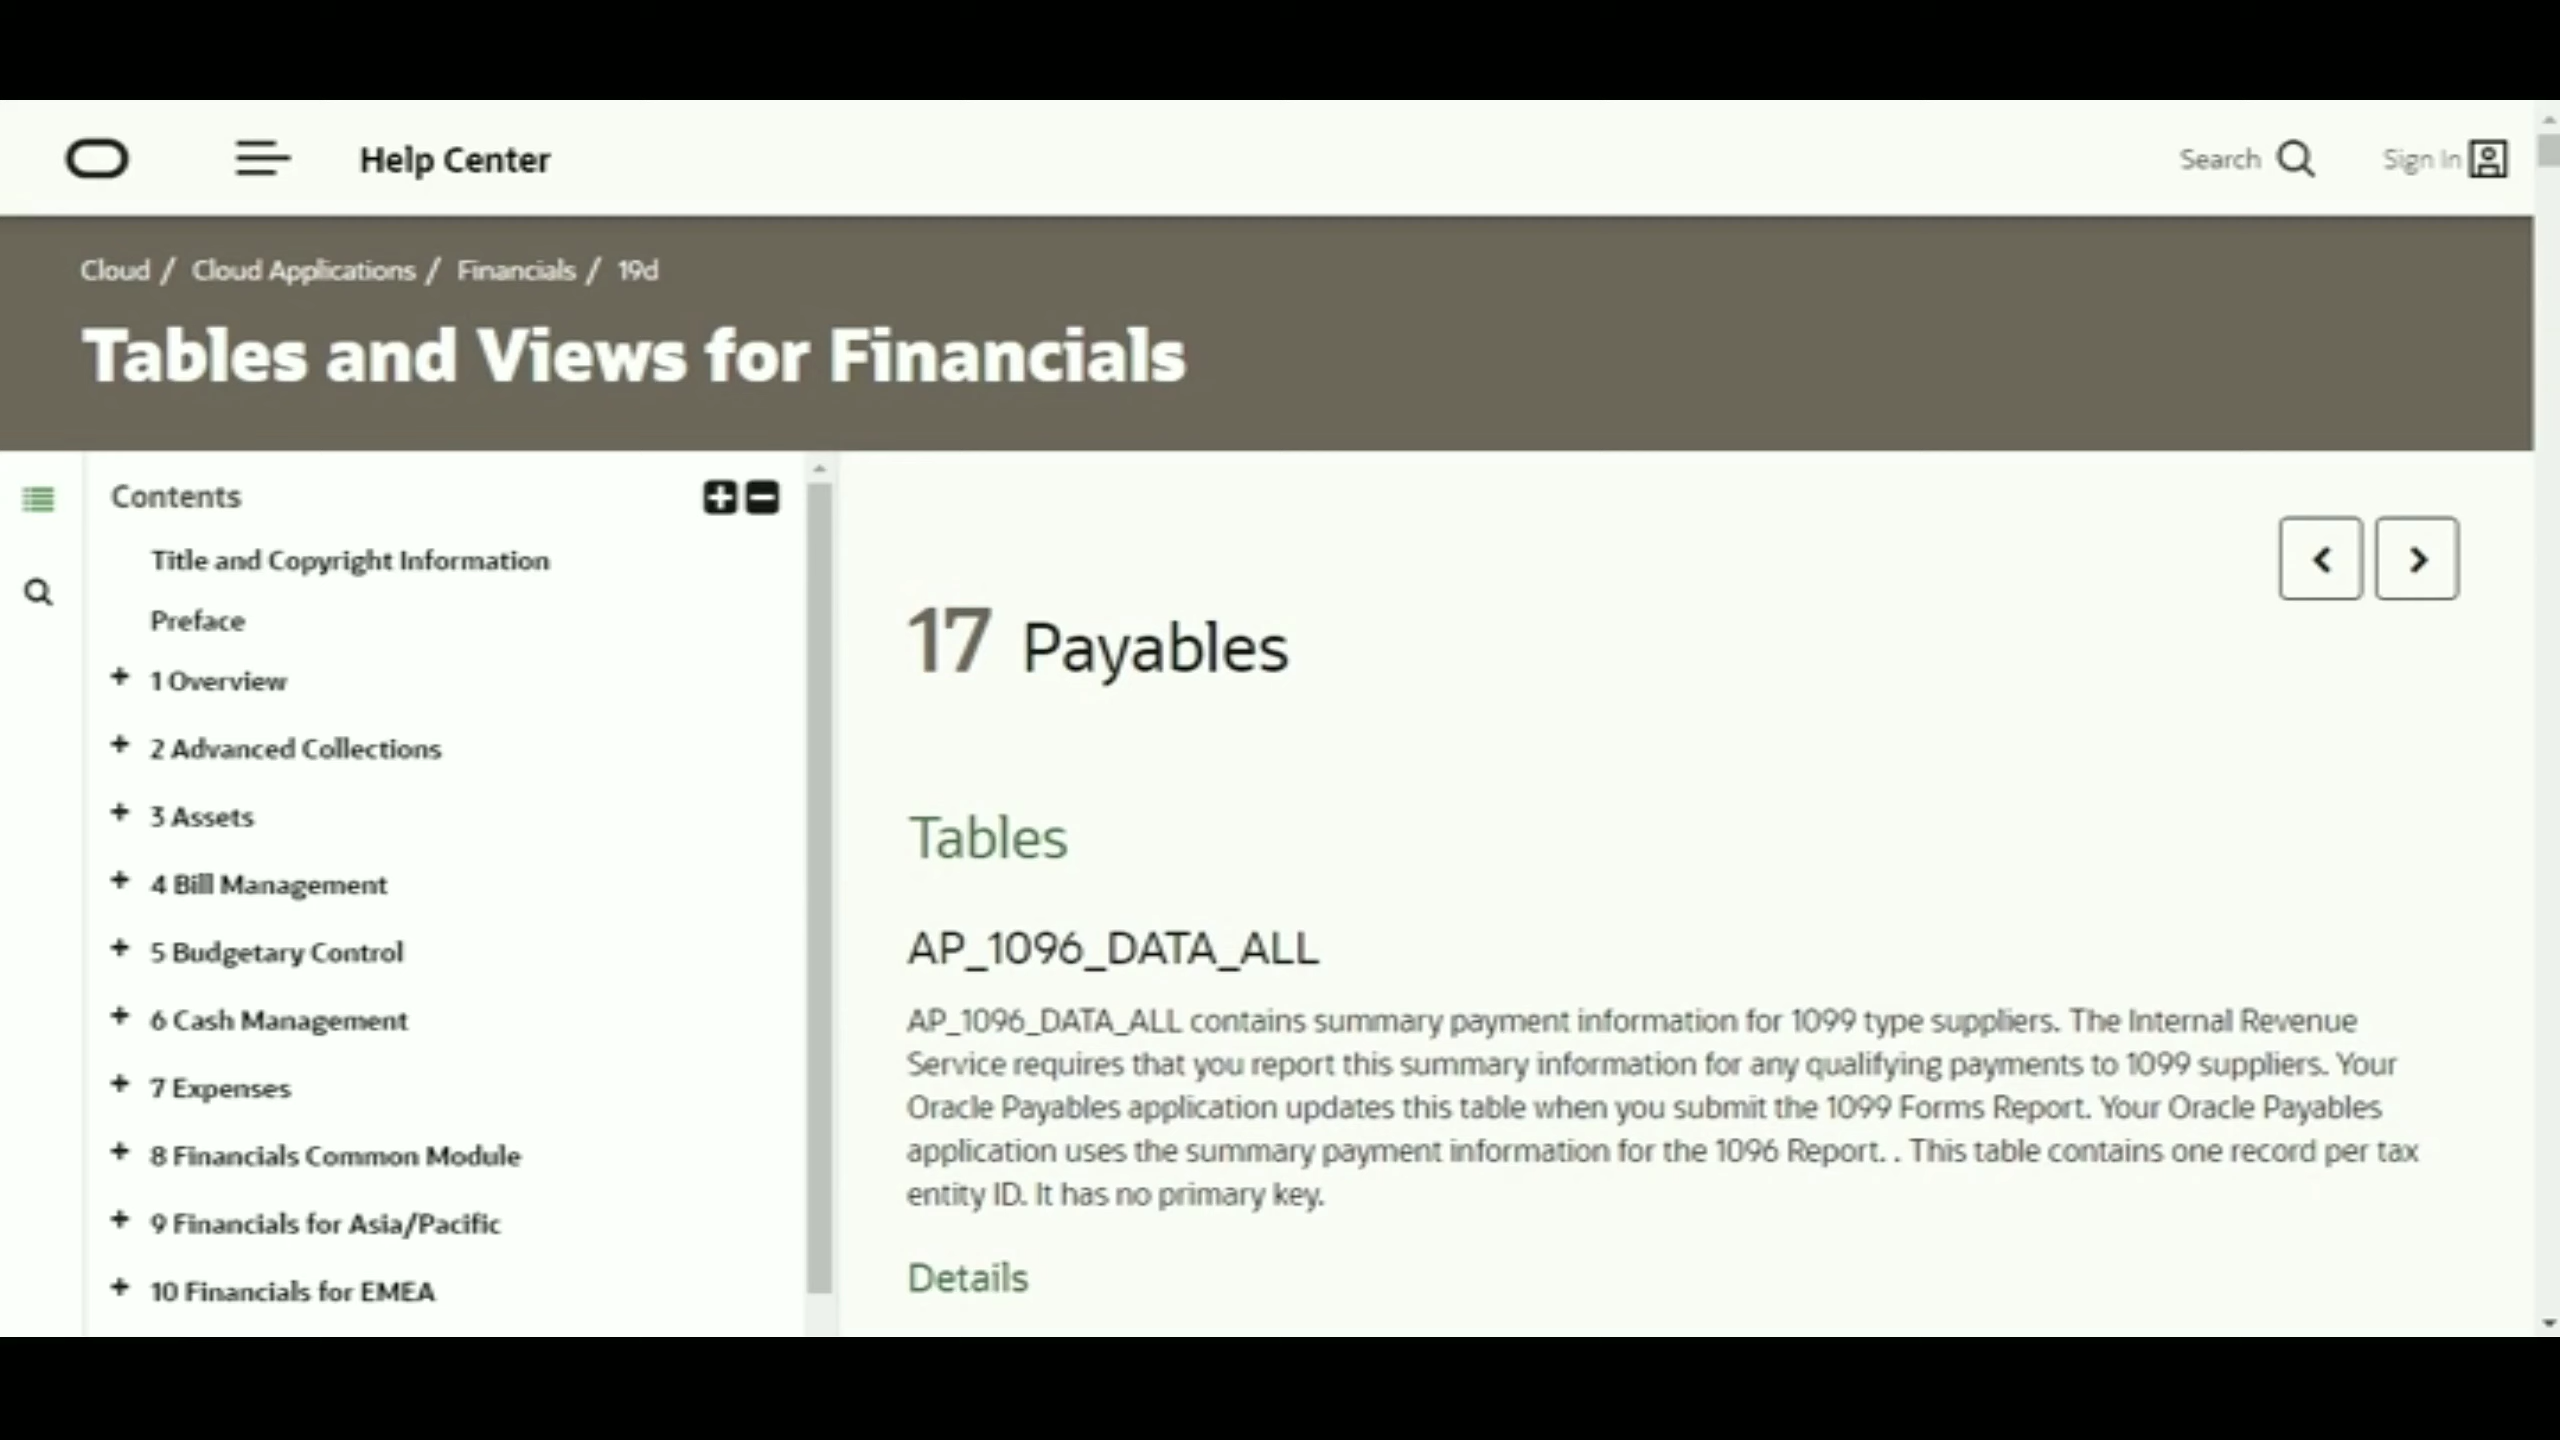 Help Center
Search
Sign In
Cloud / Cloud Applications / Financials / 19d
Tables and Views for Financials
Contents
Title and Copyright Information
Preface
+ 1 Overview
+ 2 Advanced Collections
+ 3 Assets
+ 4 Bill Management
+ 5 Budgetary Control
+ 6 Cash Management
+ 7 Expenses
+ 8 Financials Common Module
+ 9 Financials for Asia/Pacific
+ 10 Financials for EMEA
17 Payables
Tables
AP_1096_DATA_ALL
AP_1096_DATA_ALL contains summary payment information for 1099 type suppliers. The Internal Revenue
Service requires that you report this summary information for any qualifying payments to 1099 suppliers. Your
Oracle Payables application updates this table when you submit the 1099 Forms Report. Your Oracle Payables
application uses the summary payment information for the 1096 Report. . This table contains one record per tax
entity ID. It has no primary key.
Details